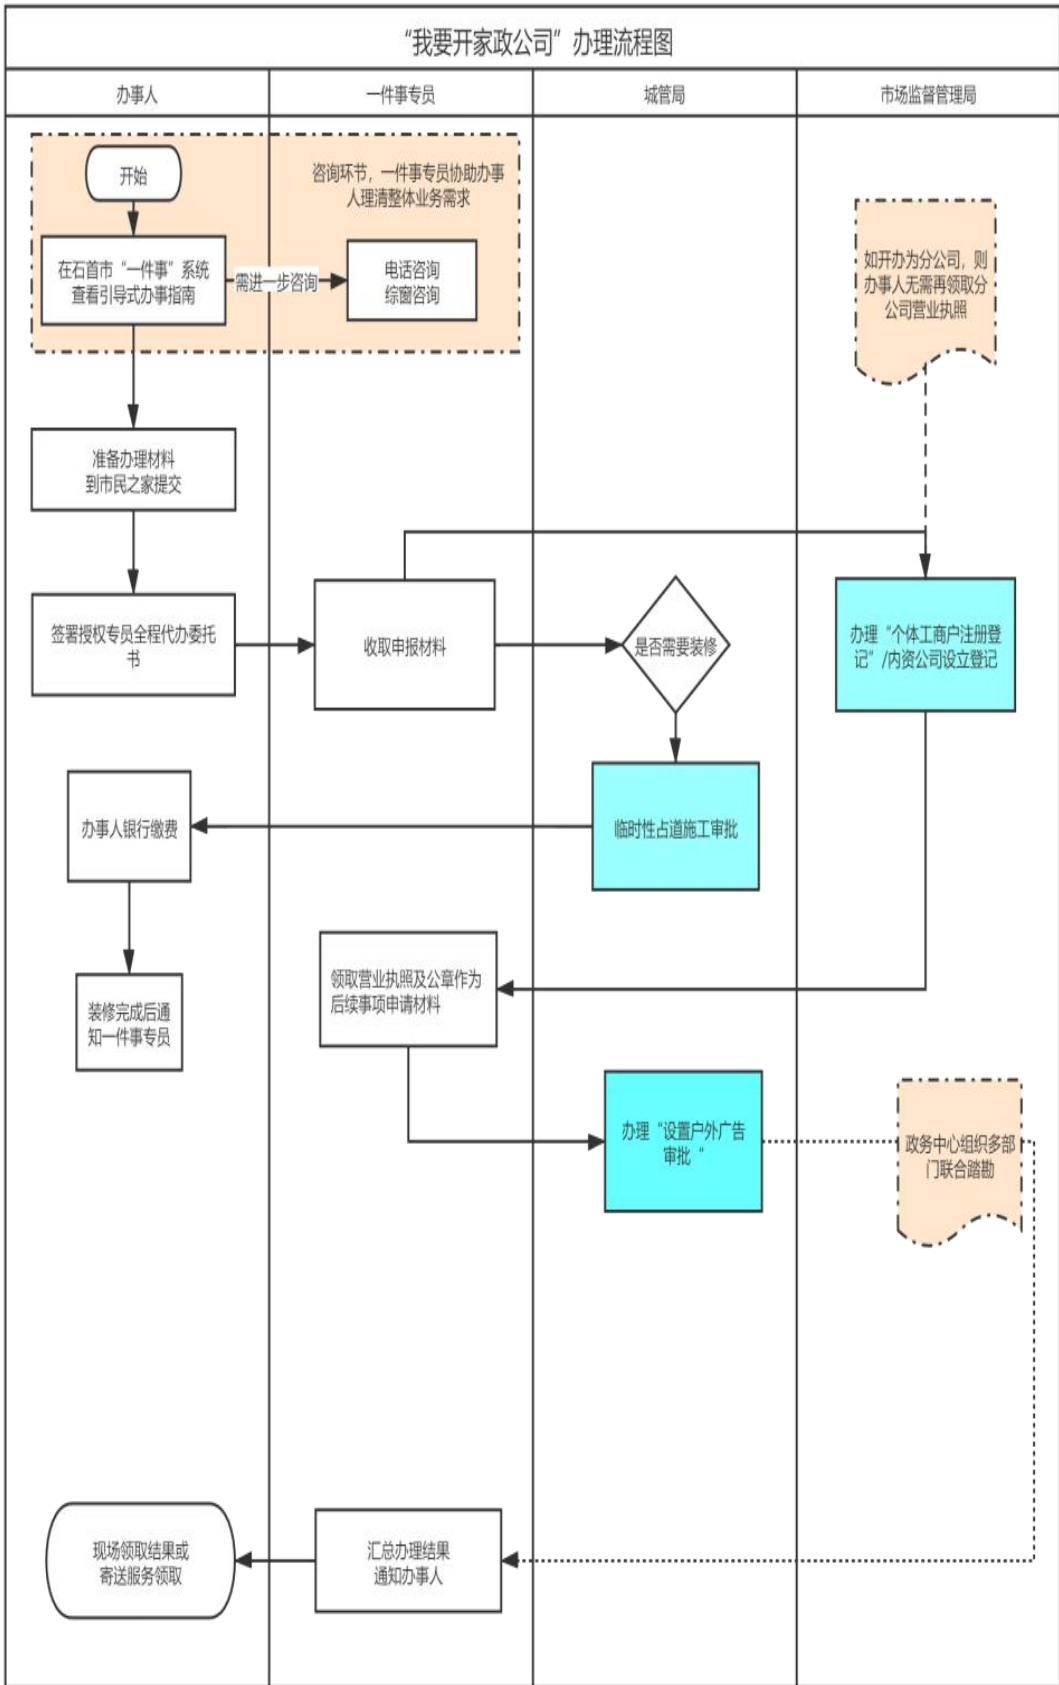 “我要开家政公司”办理流程图
办事人
一件事专员
城管局
市场监督管理局
开始
咨询环节，一件事专员协助办事
人理清整体业务需求
在石首市“一件事”系统
查看引导式办事指南
需进一步咨询
电话咨询
综窗咨询
如开办为分公司，则
办事人无需再领取分
公司营业执照
准备办理材料
到市民之家提交
签署授权专员全程代办委托
书
收取申报材料
是否需要装修
办理“个体工商户注册登
记”/内资公司设立登记
办事人银行缴费
临时性占道施工审批
领取营业执照及公章作为
后续事项申请材料
装修完成后通
知一件事专员
办理“设置户外广告
审批“
政务中心组织多部
门联合踏勘
现场领取结果或
寄送服务领取
汇总办理结果
通知办事人